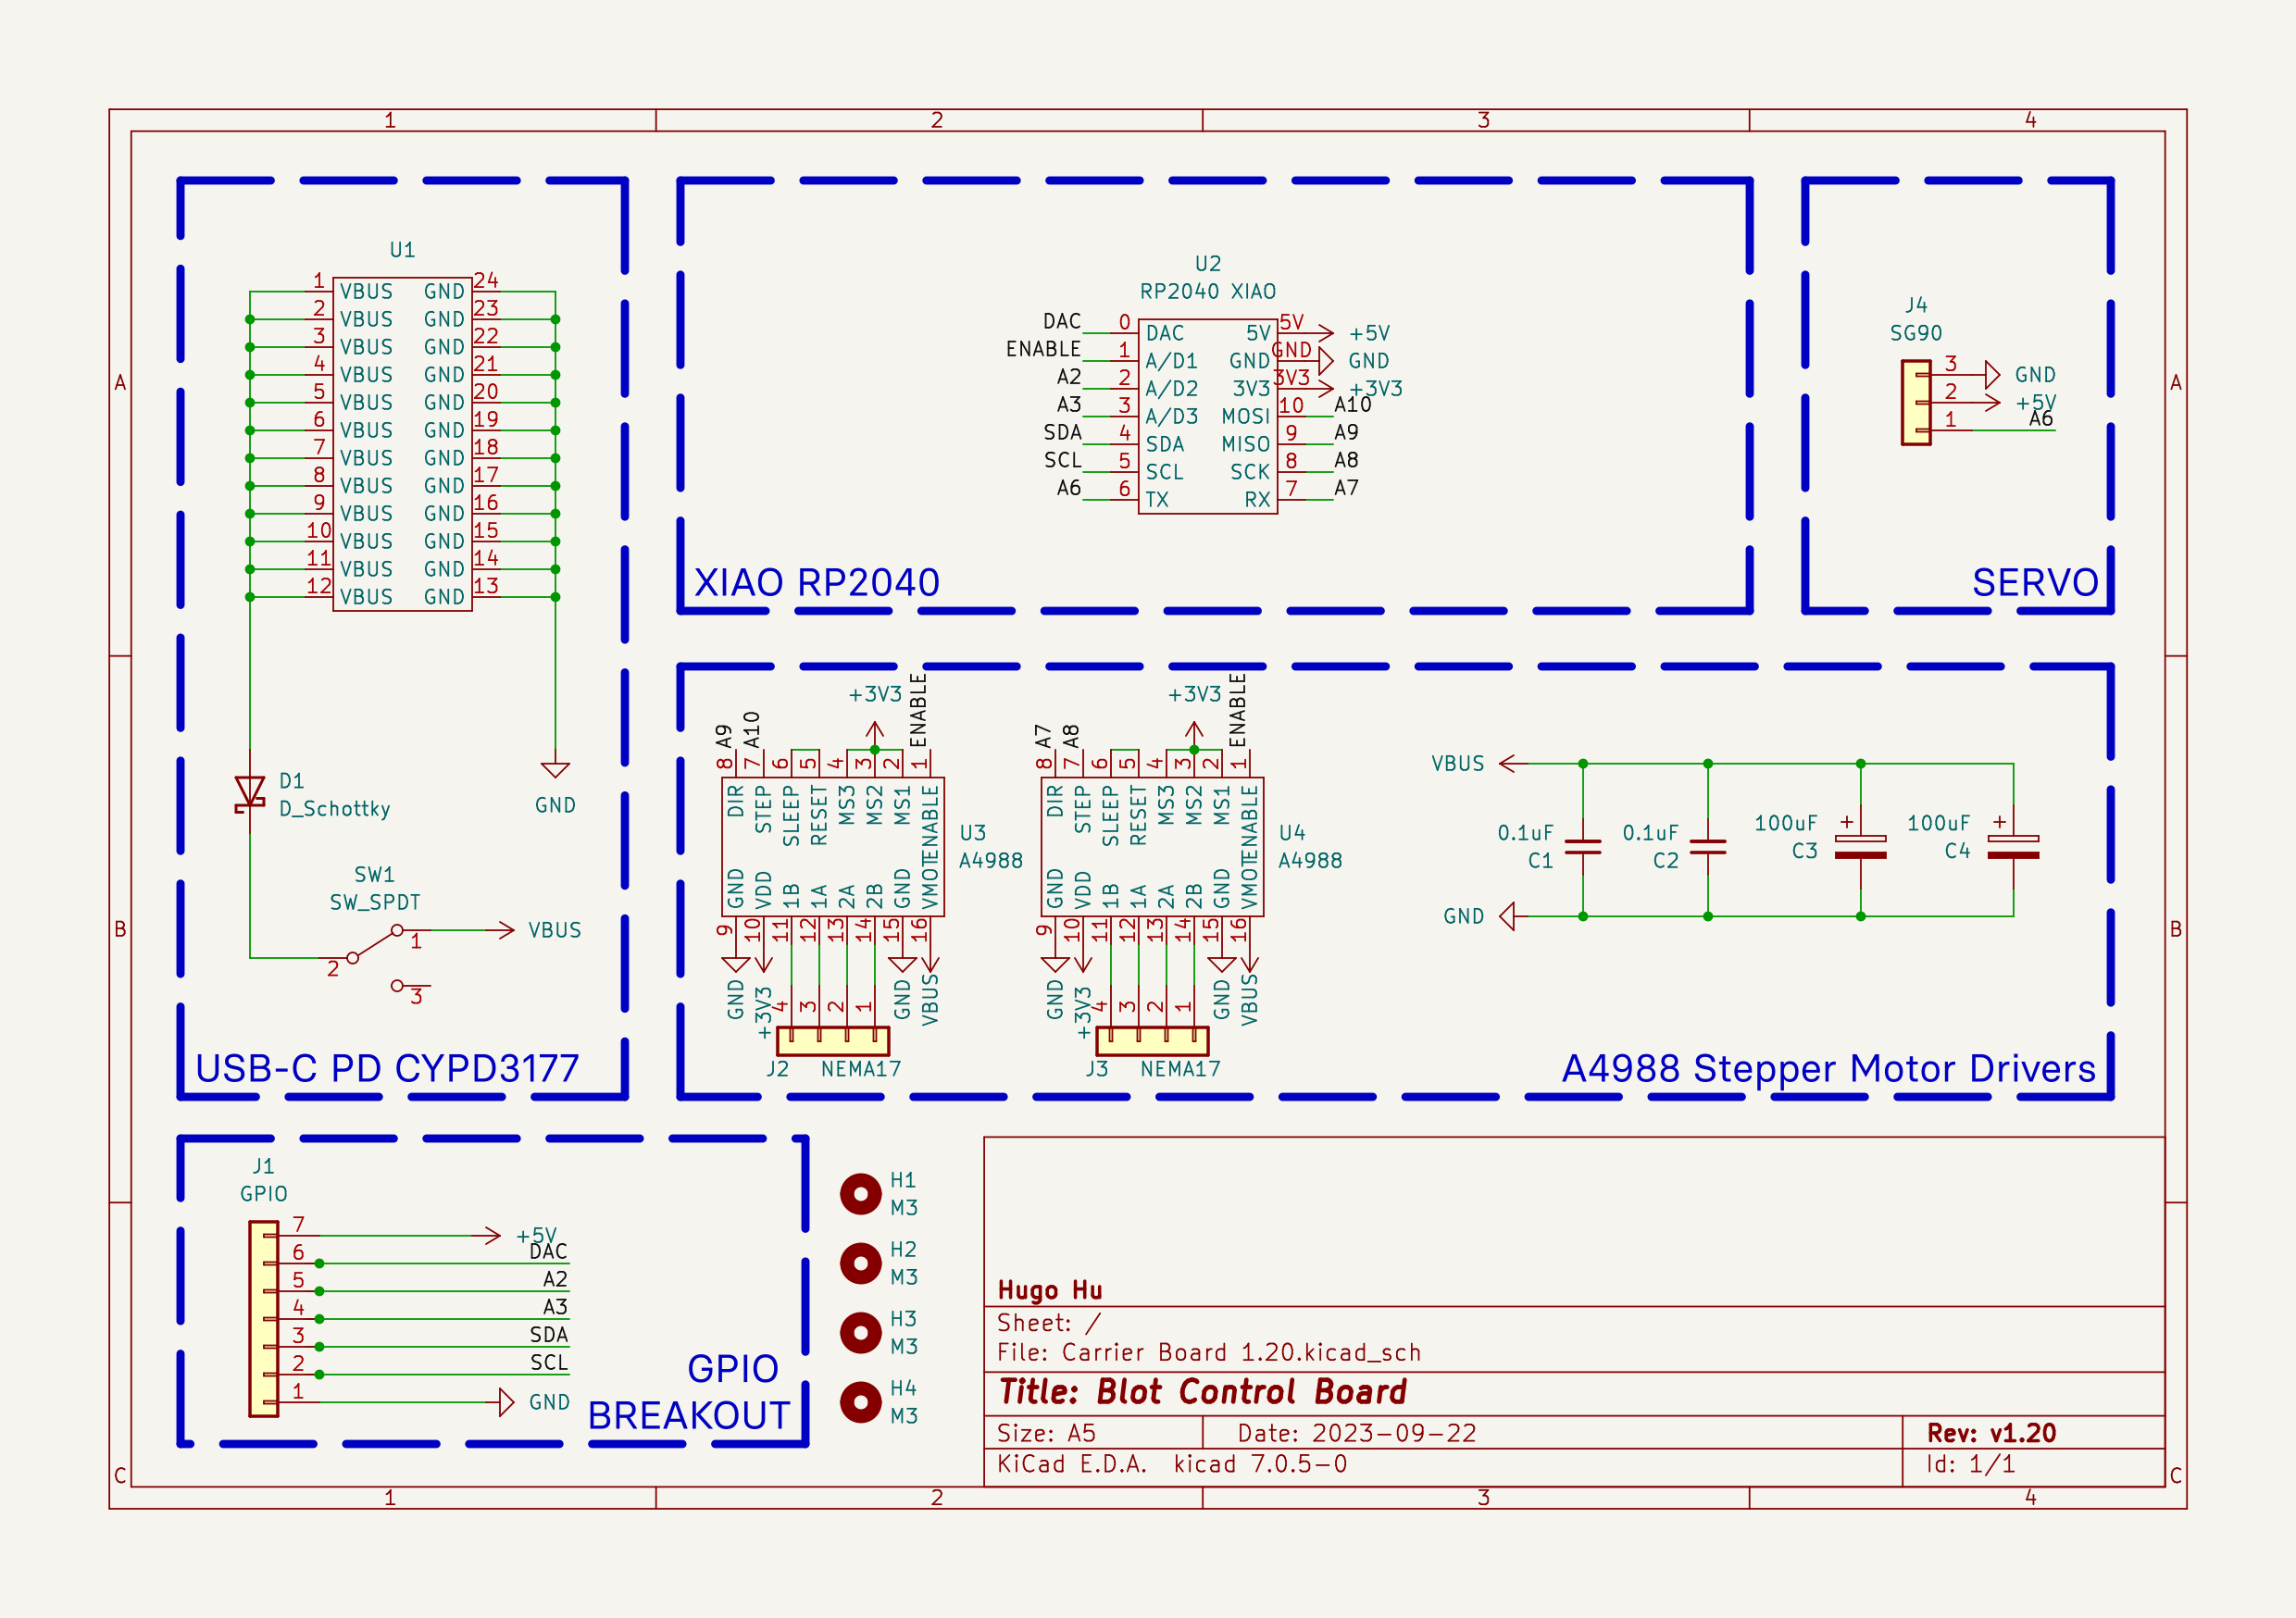 1 2 3 4
A A
B B
C C
U1
1 VBUS GND 24
2 VBUS GND 23
3 VBUS GND 22
4 VBUS GND 21
5 VBUS GND 20
6 VBUS GND 19
7 VBUS GND 18
8 VBUS GND 17
9 VBUS GND 16
10 VBUS GND 15
11 VBUS GND 14
12 VBUS GND 13
D1
D_Schottky
GND
SW1
SW_SPDT
1 VBUS
2
3
USB-C PD CYPD3177
U2
RP2040 XIAO
DAC 0 DAC 5V 5V +5V
ENABLE 1 A/D1 GND GND GND
A2 2 A/D2 3V3 3V3 +3V3
A3 3 A/D3 MOSI 10 A10
SDA 4 SDA MISO 9 A9
SCL 5 SCL SCK 8 A8
A6 6 TX RX 7 A7
XIAO RP2040
J4
SG90
3 GND
2 +5V
1 A6
SERVO
+3V3
A9 A10 ENABLE
8 7 6 5 4 3 2 1
DIR STEP SLEEP RESET MS3 MS2 MS1 ENABLE
U3
A4988
GND VDD 1B 1A 2A 2B GND VMOT
9 10 11 12 13 14 15 16
GND +3V3 4 3 2 1 GND VBUS
J2 NEMA17
+3V3
A7 A8 ENABLE
8 7 6 5 4 3 2 1
DIR STEP SLEEP RESET MS3 MS2 MS1 ENABLE
U4
A4988
GND VDD 1B 1A 2A 2B GND VMOT
9 10 11 12 13 14 15 16
GND +3V3 4 3 2 1 GND VBUS
J3 NEMA17
VBUS
0.1uF
C1
0.1uF
C2
100uF +
C3
100uF +
C4
GND
A4988 Stepper Motor Drivers
J1
GPIO
7 +5V
6 DAC
5 A2
4 A3
3 SDA
2 SCL
1 GND
GPIO
BREAKOUT
H1
M3
H2
M3
H3
M3
H4
M3
Hugo Hu
Sheet: /
File: Carrier Board 1.20.kicad_sch
Title: Blot Control Board
Size: A5 Date: 2023-09-22 Rev: v1.20
KiCad E.D.A. kicad 7.0.5-0 Id: 1/1
1 2 3 4